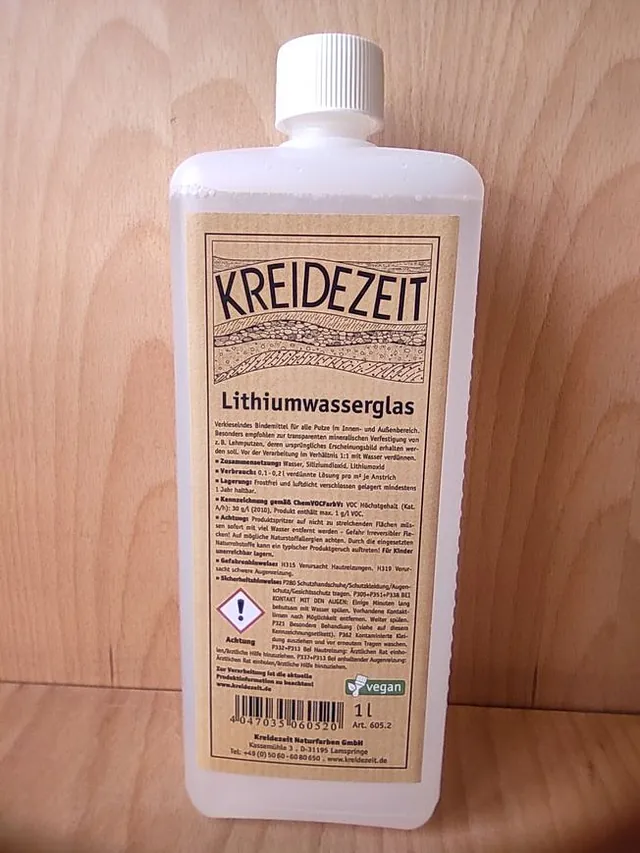 KREIDEZEIT
Lithiumwasserglas
Verkieselndes Bindemittel für alle Putze im Innen- und Außenbereich.
Besonders empfohlen zur transparenten mineralischen Verfestigung von
z. B. Lehmputzen, deren ursprüngliches Erscheinungsbild erhalten wer-
den soll. Vor der Verarbeitung im Verhältnis 1:1 mit Wasser verdünnen.
• Zusammensetzung: Wasser, Siliziumdioxid, Lithiumoxid
• Verbrauch: 0,1 - 0,2 l verdünnte Lösung pro m² je Anstrich
• Lagerung: Frostfrei und luftdicht verschlossen gelagert mindestens
1 Jahr haltbar.
• Kennzeichnung gemäß ChemVOCFarbV: VOC Höchstgehalt (Kat.
A/h): 30 g/l (2010), Produkt enthält max. 1 g/l VOC.
• Achtung: Produktspritzer auf nicht zu streichenden Flächen müs-
sen sofort mit viel Wasser entfernt werden - Gefahr irreversibler Fle-
cken! Auf mögliche Naturstoffallergien achten. Durch die eingesetzten
Naturrohstoffe kann ein typischer Produktgeruch auftreten! Für Kinder
unerreichbar lagern.
• Gefahrenhinweise: H315 Verursacht Hautreizungen. H319 Verur-
sacht schwere Augenreizung.
• Sicherheitshinweise: P280 Schutzhandschuhe/Schutzkleidung/Augen-
schutz/Gesichtsschutz tragen. P305+P351+P338 BEI
KONTAKT MIT DEN AUGEN: Einige Minuten lang
behutsam mit Wasser spülen. Vorhandene Kontakt-
linsen nach Möglichkeit entfernen. Weiter spülen.
P321 Besondere Behandlung (siehe auf diesem
Kennzeichnungsetikett). P362 Kontaminierte Klei-
dung ausziehen und vor erneutem Tragen waschen.
Achtung
P332+P313 Bei Hautreizung: Ärztlichen Rat einho-
len/ärztliche Hilfe hinzuziehen. P337+P313 Bei anhaltender Augenreizung:
Ärztlichen Rat einholen/ärztliche Hilfe hinzuziehen.
Zur Verarbeitung ist die aktuelle
Produktinformation zu beachten!
www.kreidezeit.de
vegan
4 047035 060520
1 l
Art. 605.2
Kreidezeit Naturfarben GmbH
Kassemühle 3 . D-31195 Lamspringe
Tel: +49 (0) 50 60 - 60 80 650 . www.kreidezeit.de